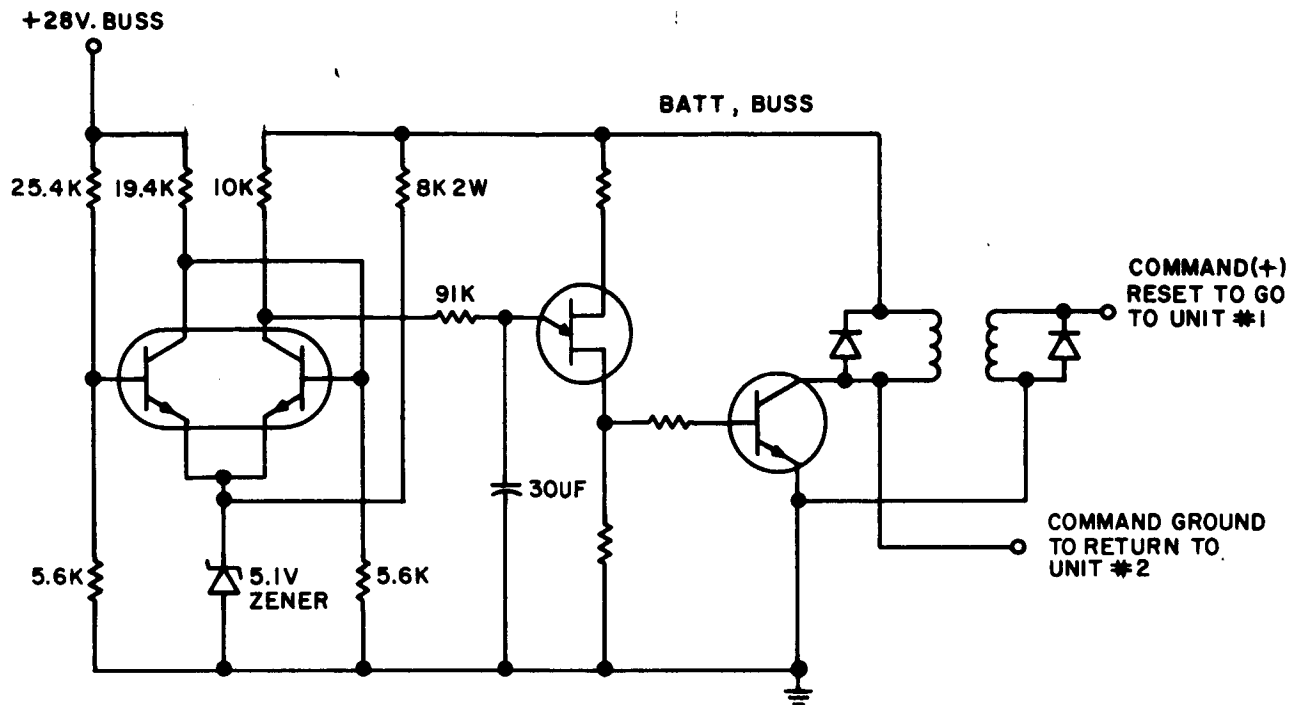 +28V. BUSS
BATT, BUSS
25.4K
19.4K
10K
8K 2W
91K
COMMAND(+)
RESET TO GO
TO UNIT #1
30UF
5.6K
5.1V
ZENER
5.6K
COMMAND GROUND
TO RETURN TO
UNIT #2